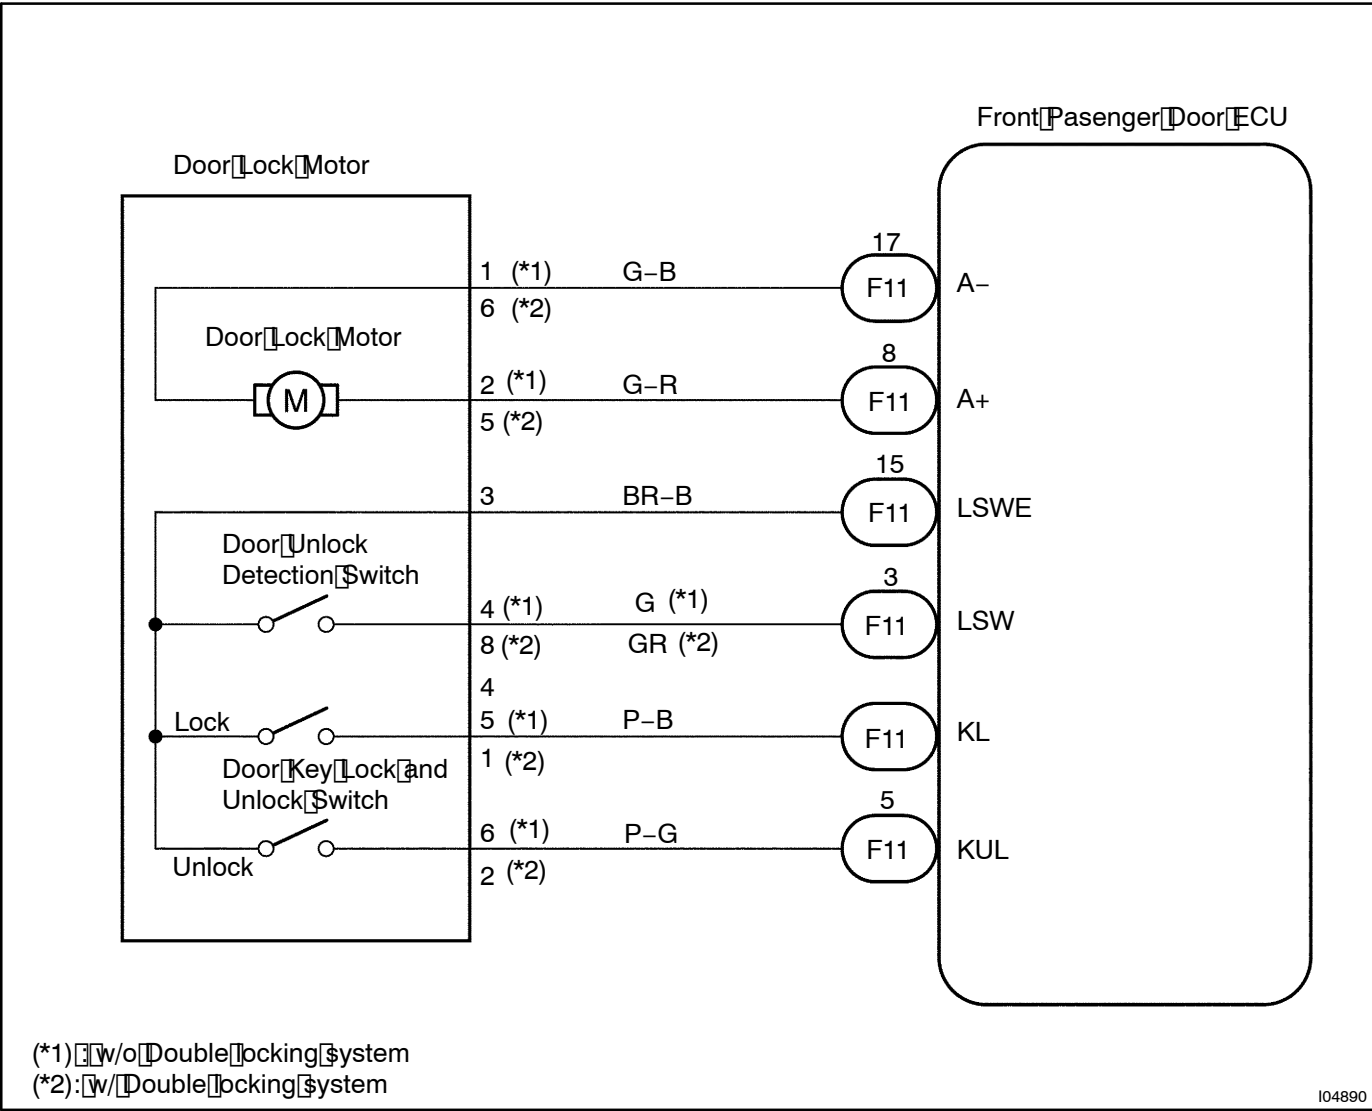 Front Pasenger Door ECU
Door Lock Motor
17
1 (*1) G–B F11 A–
6 (*2)
Door Lock Motor
8
2 (*1) G–R F11 A+
M
5 (*2)
15
3 BR–B F11 LSWE
Door Unlock
Detection Switch
3
4 (*1) G (*1) F11 LSW
8 (*2) GR (*2)
4
Lock 5 (*1) P–B F11 KL
1 (*2)
Door Key Lock and
Unlock Switch
5
6 (*1) P–G F11 KUL
Unlock 2 (*2)
(*1) : w/o Double locking system
(*2): w/ Double locking system
I04890